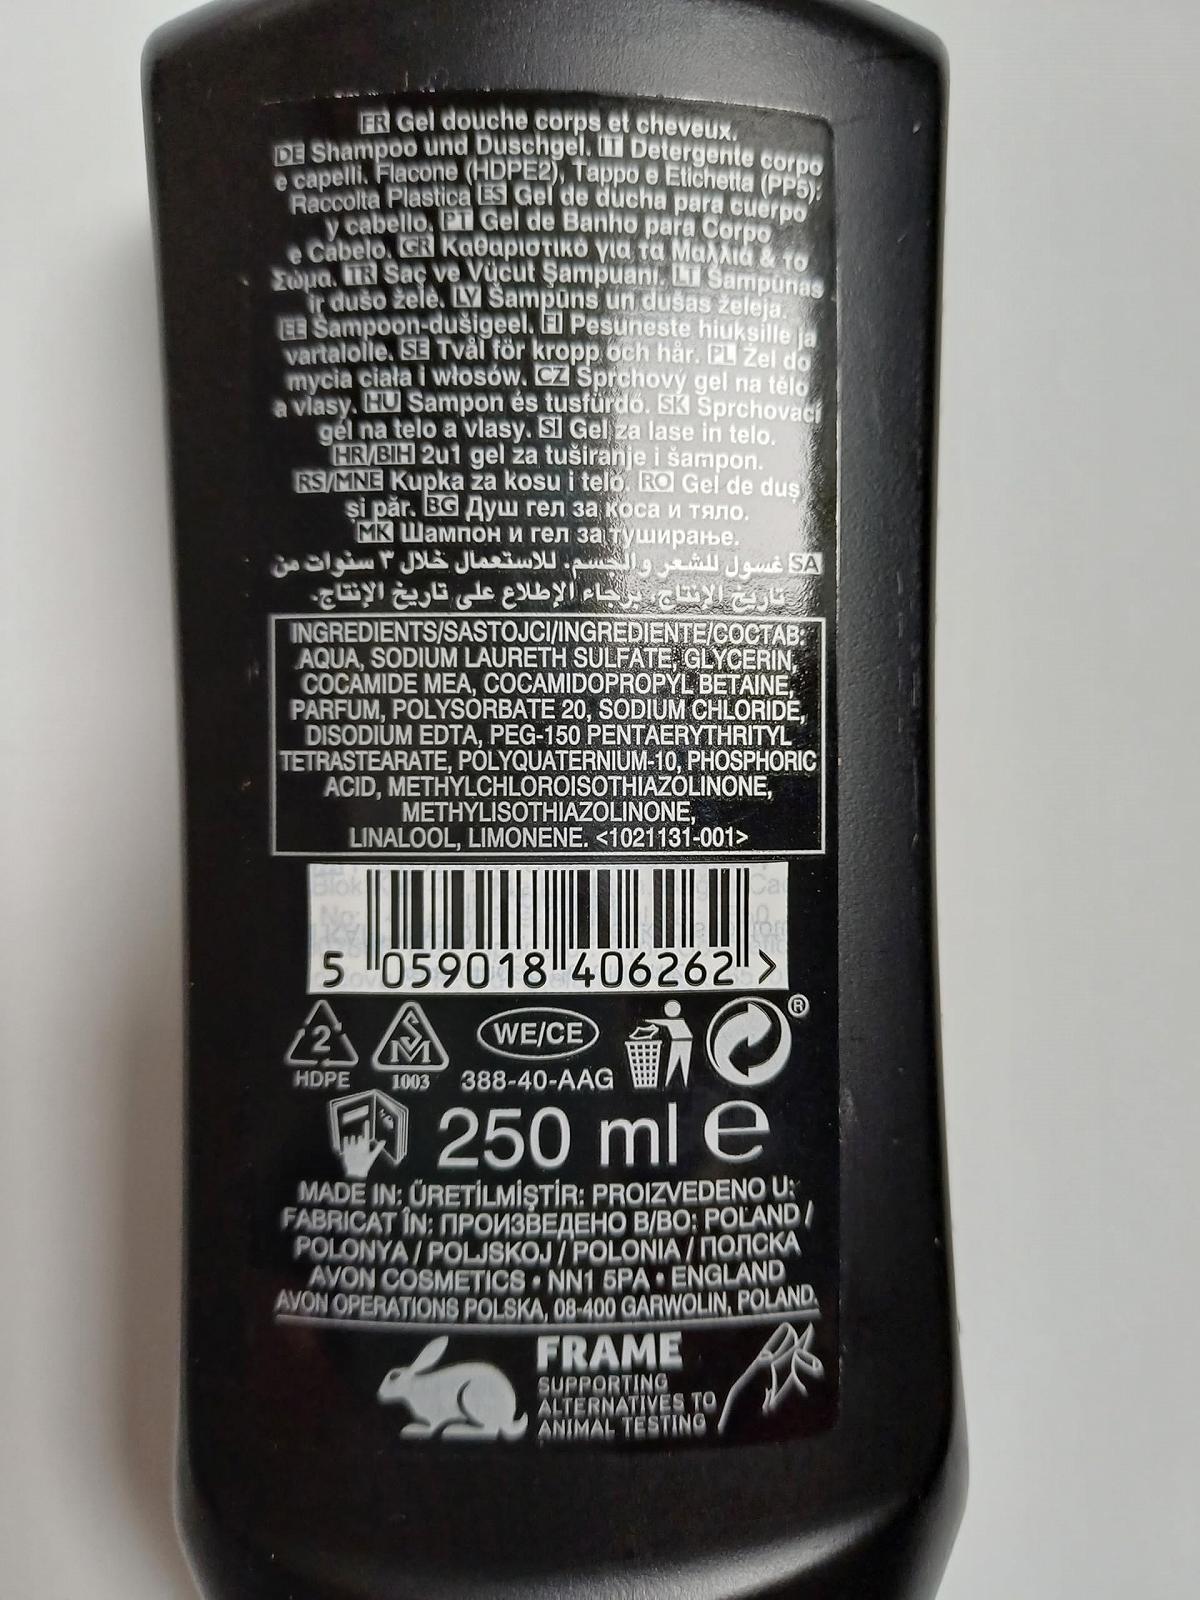 FR Gel douche corps et cheveux.
DE Shampoo und Duschgel. IT Detergente corpo
e capelli. Flacone (HDPE2), Tappo e Etichetta (PP5):
Raccolta Plastica ES Gel de ducha para cuerpo
y cabello. PT Gel de Banho para Corpo
e Cabelo. GR Καθαριστικό για τα Μαλλιά & το
Σώμα. TR Saç ve Vücut Şampuanı. LT Šampūnas
ir dušo želė. LV Šampūns un dušas želeja.
EE Šampoon-dušigeel. FI Pesuneste hiuksille ja
vartalolle. SE Tvål för kropp och hår. PL Żel do
mycia ciała i włosów. CZ Sprchový gel na tělo
a vlasy. HU Sampon és tusfürdő. SK Sprchovací
gél na telo a vlasy. SI Gel za lase in telo.
HR/BIH 2u1 gel za tuširanje i šampon.
RS/MNE Kupka za kosu i telo. RO Gel de duș
și păr. BG Душ гел за коса и тяло.
MK Шампон и гел за туширање.
SA غسول للشعر والجسم. للاستعمال خلال ٣ سنوات من
تاريخ الإنتاج. برجاء الإطلاع على تاريخ الإنتاج.
INGREDIENTS/SASTOJCI/INGREDIENTE/СОСТАВ:
AQUA, SODIUM LAURETH SULFATE, GLYCERIN,
COCAMIDE MEA, COCAMIDOPROPYL BETAINE,
PARFUM, POLYSORBATE 20, SODIUM CHLORIDE,
DISODIUM EDTA, PEG-150 PENTAERYTHRITYL
TETRASTEARATE, POLYQUATERNIUM-10, PHOSPHORIC
ACID, METHYLCHLOROISOTHIAZOLINONE,
METHYLISOTHIAZOLINONE,
LINALOOL, LIMONENE. <1021131-001>
5 059018 406262 >
2 SM WE/CE ®
HDPE 1003 388-40-AAG
250 ml e
MADE IN: ÜRETİLMİŞTİR: PROIZVEDENO U:
FABRICAT ÎN: ПРОИЗВЕДЕНО В/ВО: POLAND /
POLONYA / POLJSKOJ / POLONIA / ПОЛСКА
AVON COSMETICS • NN1 5PA • ENGLAND
AVON OPERATIONS POLSKA, 08-400 GARWOLIN, POLAND.
FRAME
SUPPORTING
ALTERNATIVES TO
ANIMAL TESTING